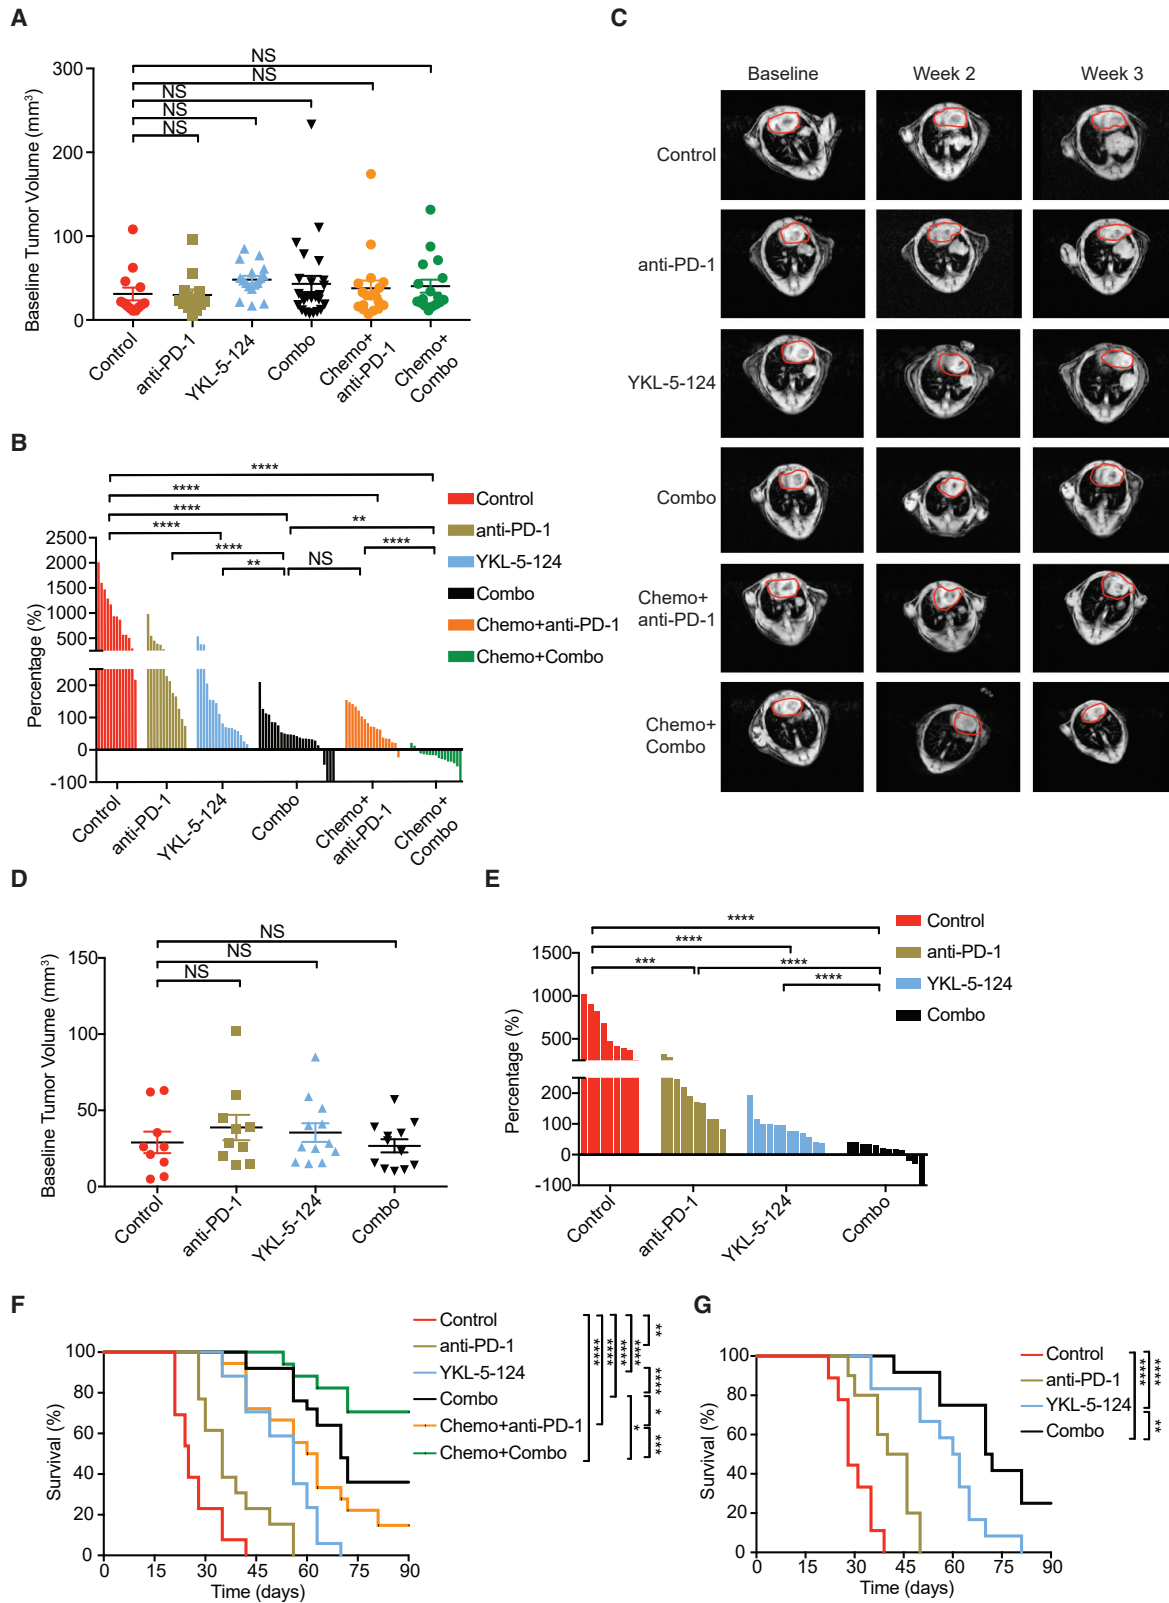 A
Baseline Tumor Volume (mm³)
300
200
100
0
NS
NS
NS
NS
NS
Control
anti-PD-1
YKL-5-124
Combo
Chemo+
anti-PD-1
Chemo+
Combo
B
Percentage (%)
2500
2000
1500
1000
500
200
100
0
-100
****
****
****
****
**
****
****
**
NS
Control
anti-PD-1
YKL-5-124
Combo
Chemo+anti-PD-1
Chemo+Combo
Control
anti-PD-1
YKL-5-124
Combo
Chemo+
anti-PD-1
Chemo+
Combo
C
Baseline
Week 2
Week 3
Control
anti-PD-1
YKL-5-124
Combo
Chemo+
anti-PD-1
Chemo+
Combo
D
Baseline Tumor Volume (mm³)
150
100
50
0
NS
NS
NS
Control
anti-PD-1
YKL-5-124
Combo
E
Percentage (%)
1500
1000
500
200
100
0
-100
****
****
***
****
****
Control
anti-PD-1
YKL-5-124
Combo
Control
anti-PD-1
YKL-5-124
Combo
F
Survival (%)
100
80
60
40
20
0
0
15
30
45
60
75
90
Time (days)
Control
anti-PD-1
YKL-5-124
Combo
Chemo+anti-PD-1
Chemo+Combo
****
****
****
*
**
****
*
***
G
Survival (%)
100
80
60
40
20
0
0
15
30
45
60
75
90
Time (days)
Control
anti-PD-1
YKL-5-124
Combo
****
****
**